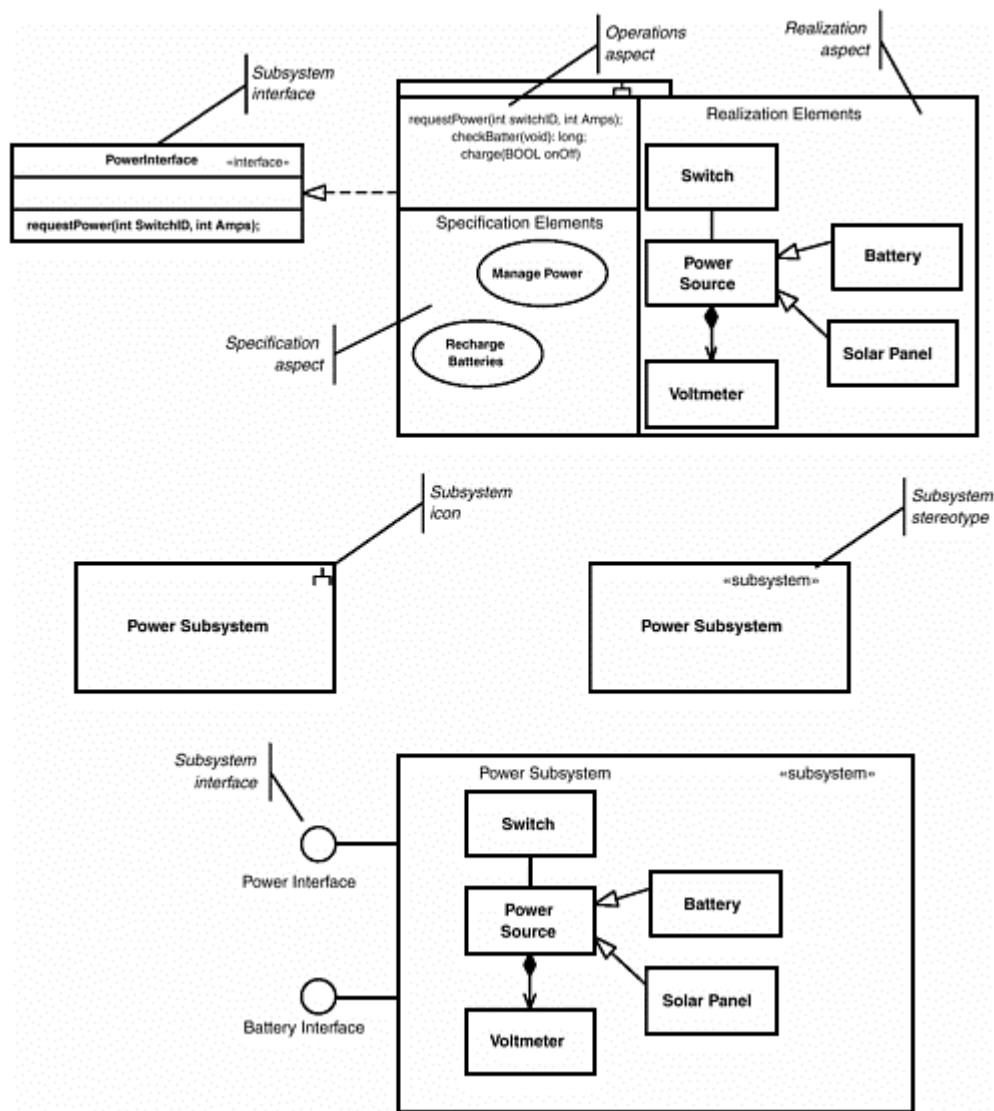 Operations
aspect
Realization
aspect
Subsystem
interface
PowerInterface «interface»
requestPower(int SwitchID, int Amps);
requestPower(int switchID, int Amps);
checkBatter(void): long;
charge(BOOL onOff)
Realization Elements
Switch
Power
Source
Battery
Solar Panel
Voltmeter
Specification Elements
Manage Power
Recharge
Batteries
Specification
aspect
Subsystem
icon
Subsystem
stereotype
Power Subsystem
«subsystem»
Power Subsystem
Subsystem
interface
Power Interface
Battery Interface
Power Subsystem «subsystem»
Switch
Power
Source
Battery
Solar Panel
Voltmeter